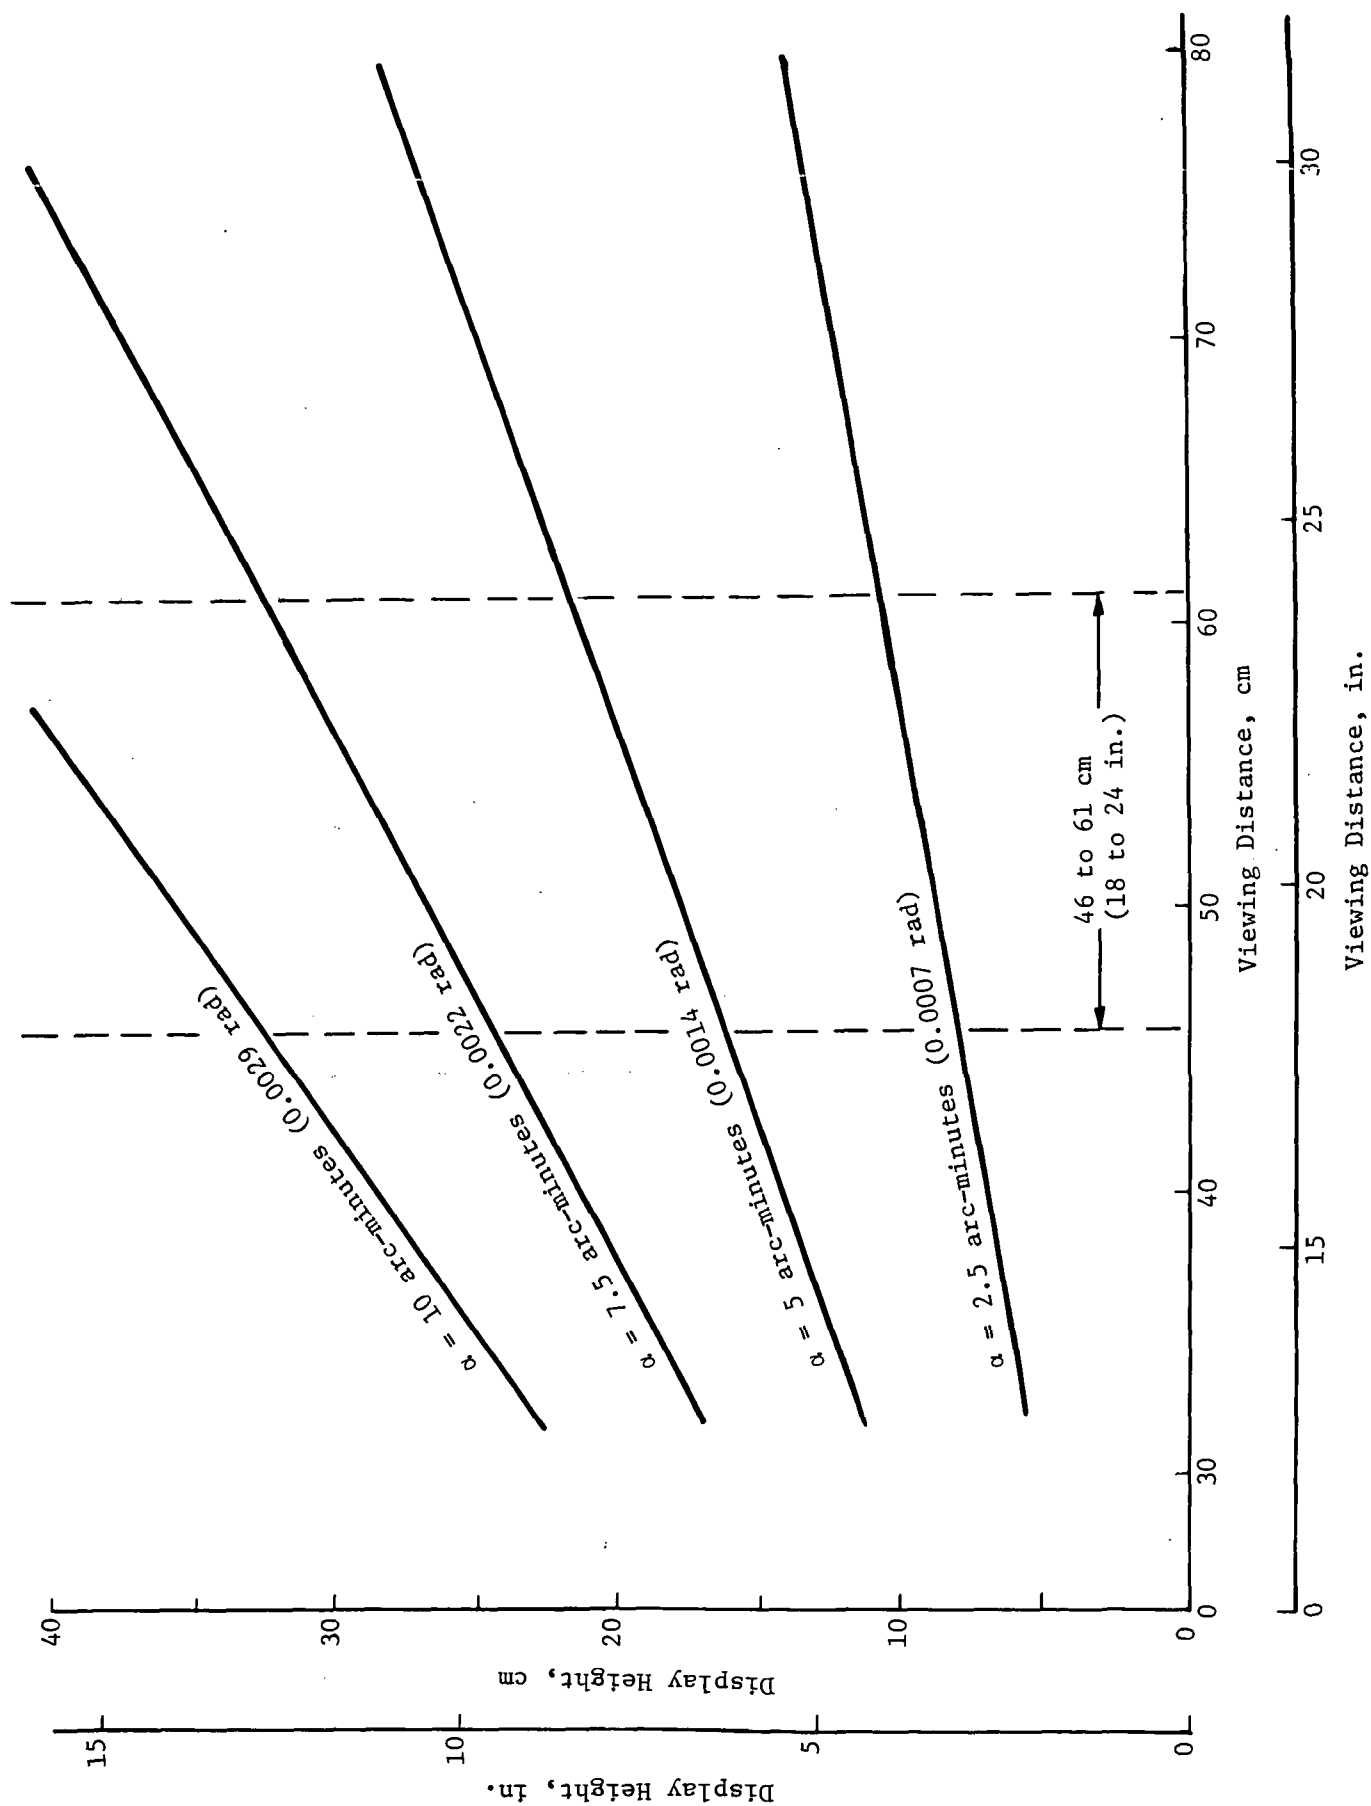 Display Height, in.
15
10
5
0
Display Height, cm
40
30
20
10
0
α = 10 arc-minutes (0.0029 rad)
α = 7.5 arc-minutes (0.0022 rad)
α = 5 arc-minutes (0.0014 rad)
α = 2.5 arc-minutes (0.0007 rad)
46 to 61 cm
(18 to 24 in.)
0
30
40
50
60
70
80
Viewing Distance, cm
0
15
20
25
30
Viewing Distance, in.